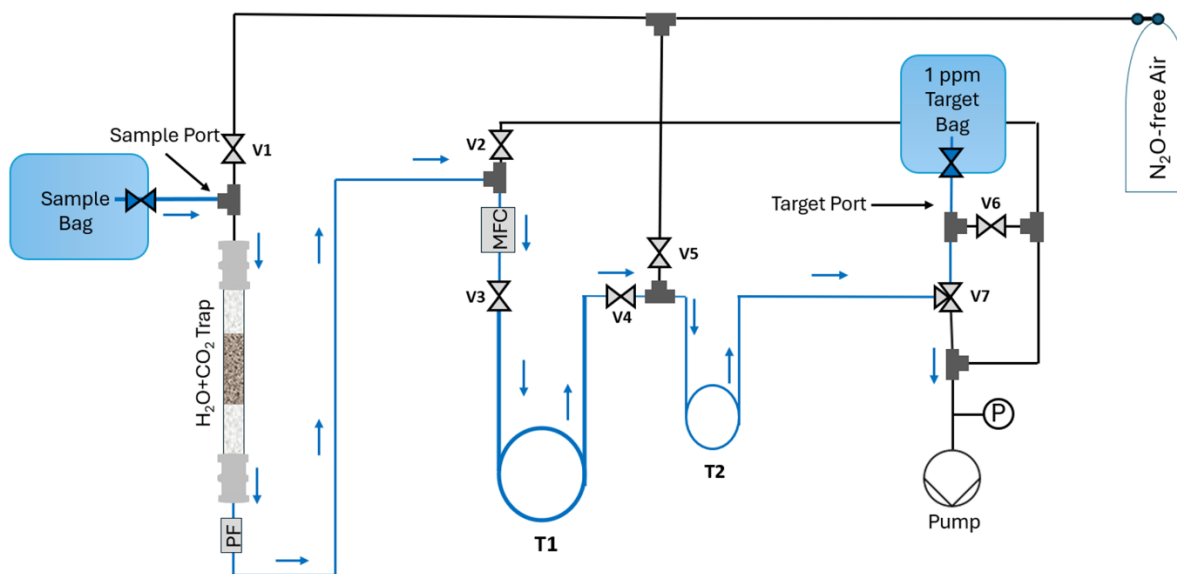 1 ppm
Target
Bag
N₂O-free Air
Sample Port
V1
V2
Sample
Bag
Target Port
V6
MFC
V5
V3
V4
V7
H₂O+CO₂ Trap
P
T2
PF
T1
Pump